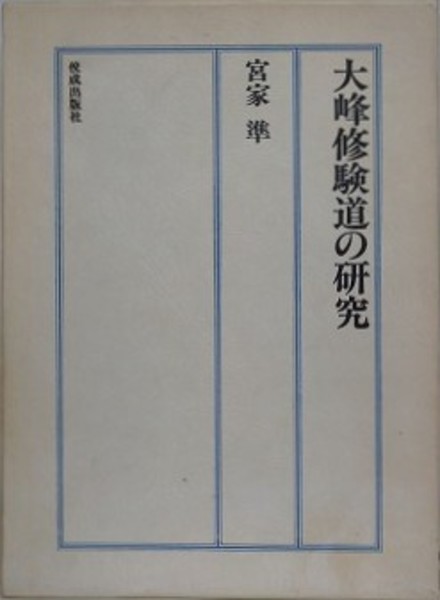 大峰修験道の研究
宮家 準
佼成出版社